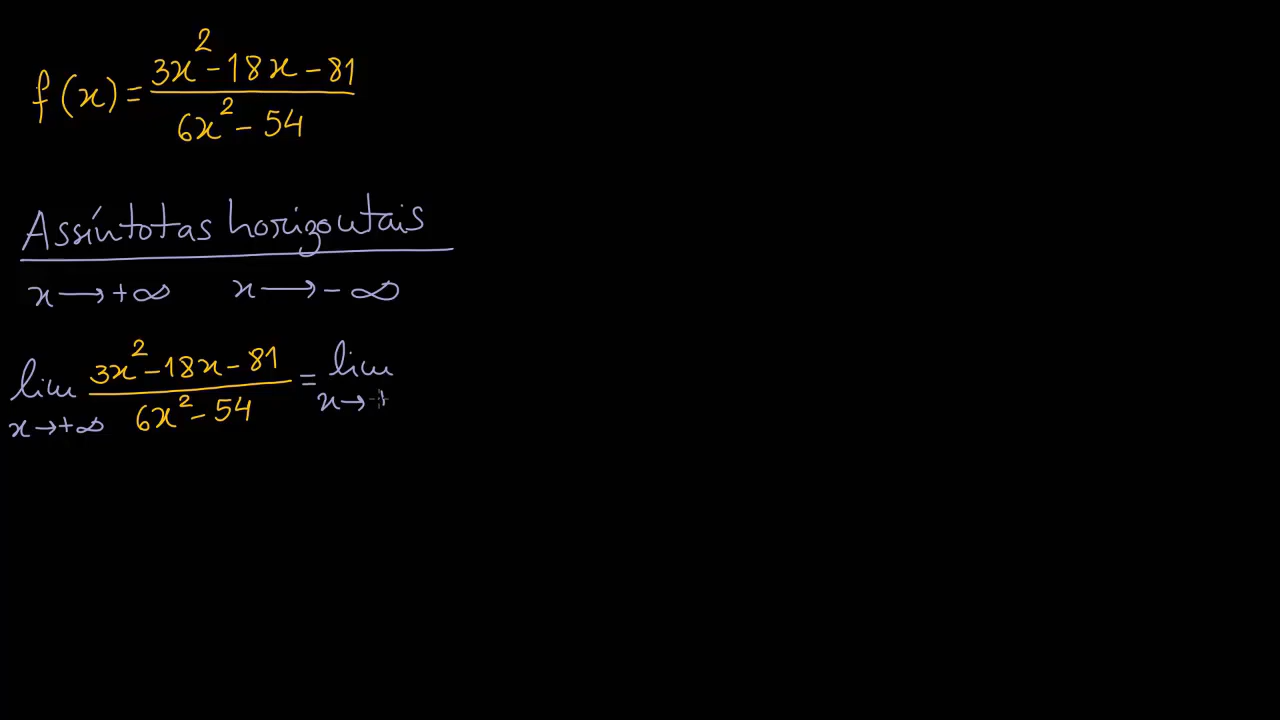 f(x) = (3x² - 18x - 81) / (6x² - 54)
Assíntotas horizontais
x → +∞ x → -∞
lim x→+∞ (3x² - 18x - 81) / (6x² - 54) = lim x→+